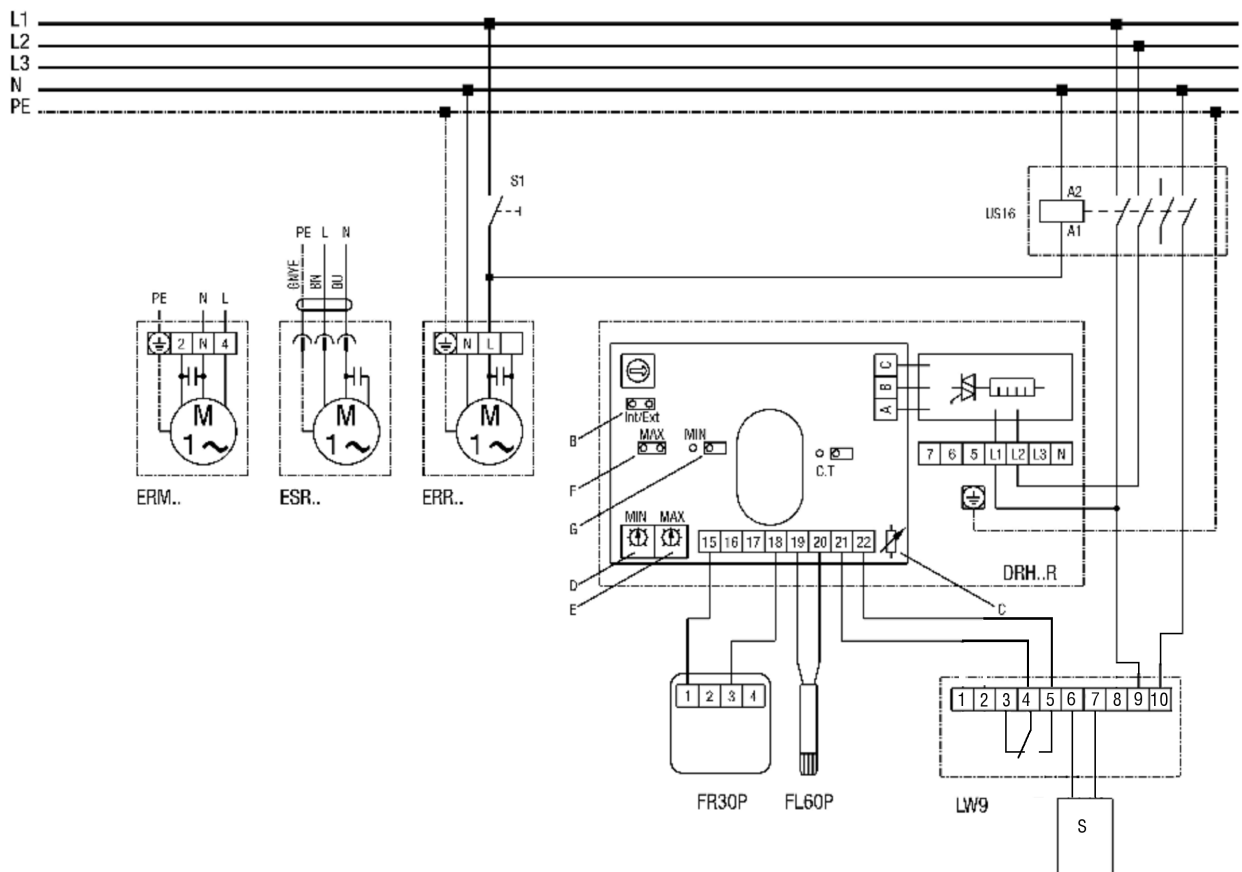 L1
L2
L3
N
PE
S1
US16
A2
A1
PE L N
GNYE
BN
BU
PE N L
2 N 4
N L
M
1
M
1
M
1
ERM..
ESR..
ERR..
Int/Ext
MAX MIN
C.T
MIN MAX
15 16 17 18 19 20 21 22
C
B
A
7 6 5 L1 L2 L3 N
B
F
G
D
E
C
DRH..R
1 2 3 4
FR30P
FL60P
1 2 3 4 5 6 7 8 9 10
LW9
S